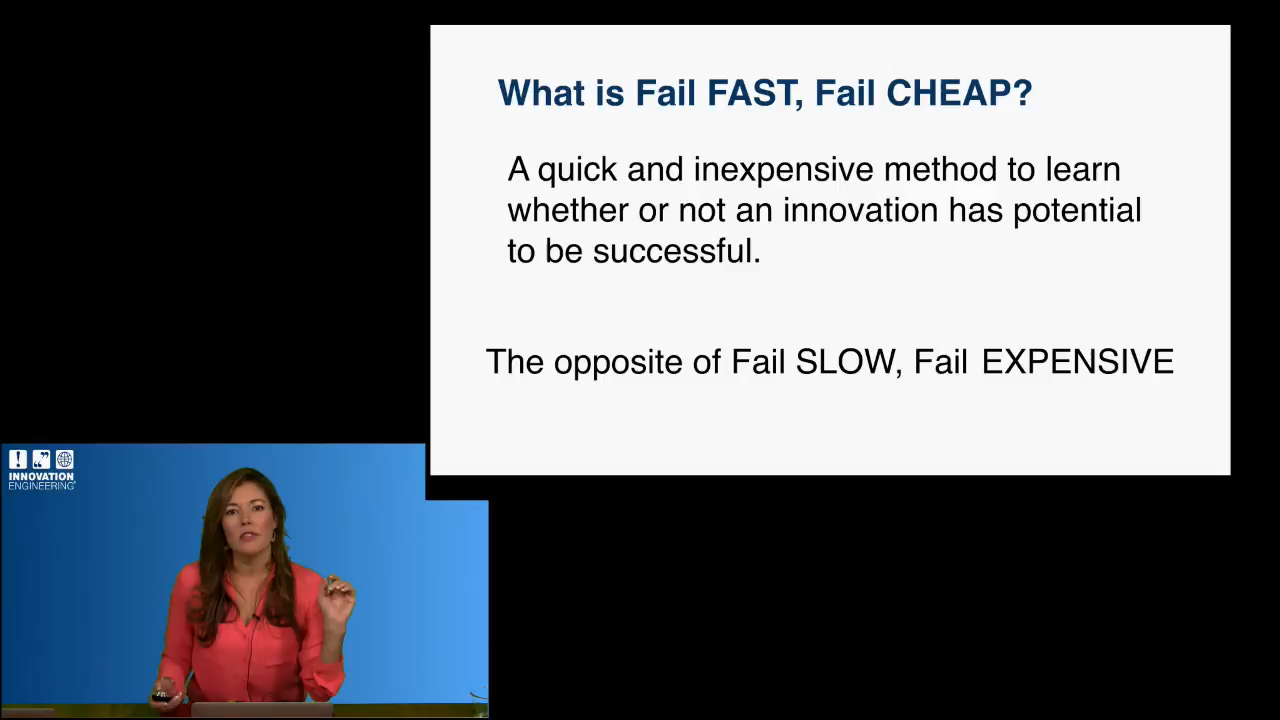 What is Fail FAST, Fail CHEAP?
A quick and inexpensive method to learn
whether or not an innovation has potential
to be successful.
The opposite of Fail SLOW, Fail EXPENSIVE
INNOVATION
ENGINEERING